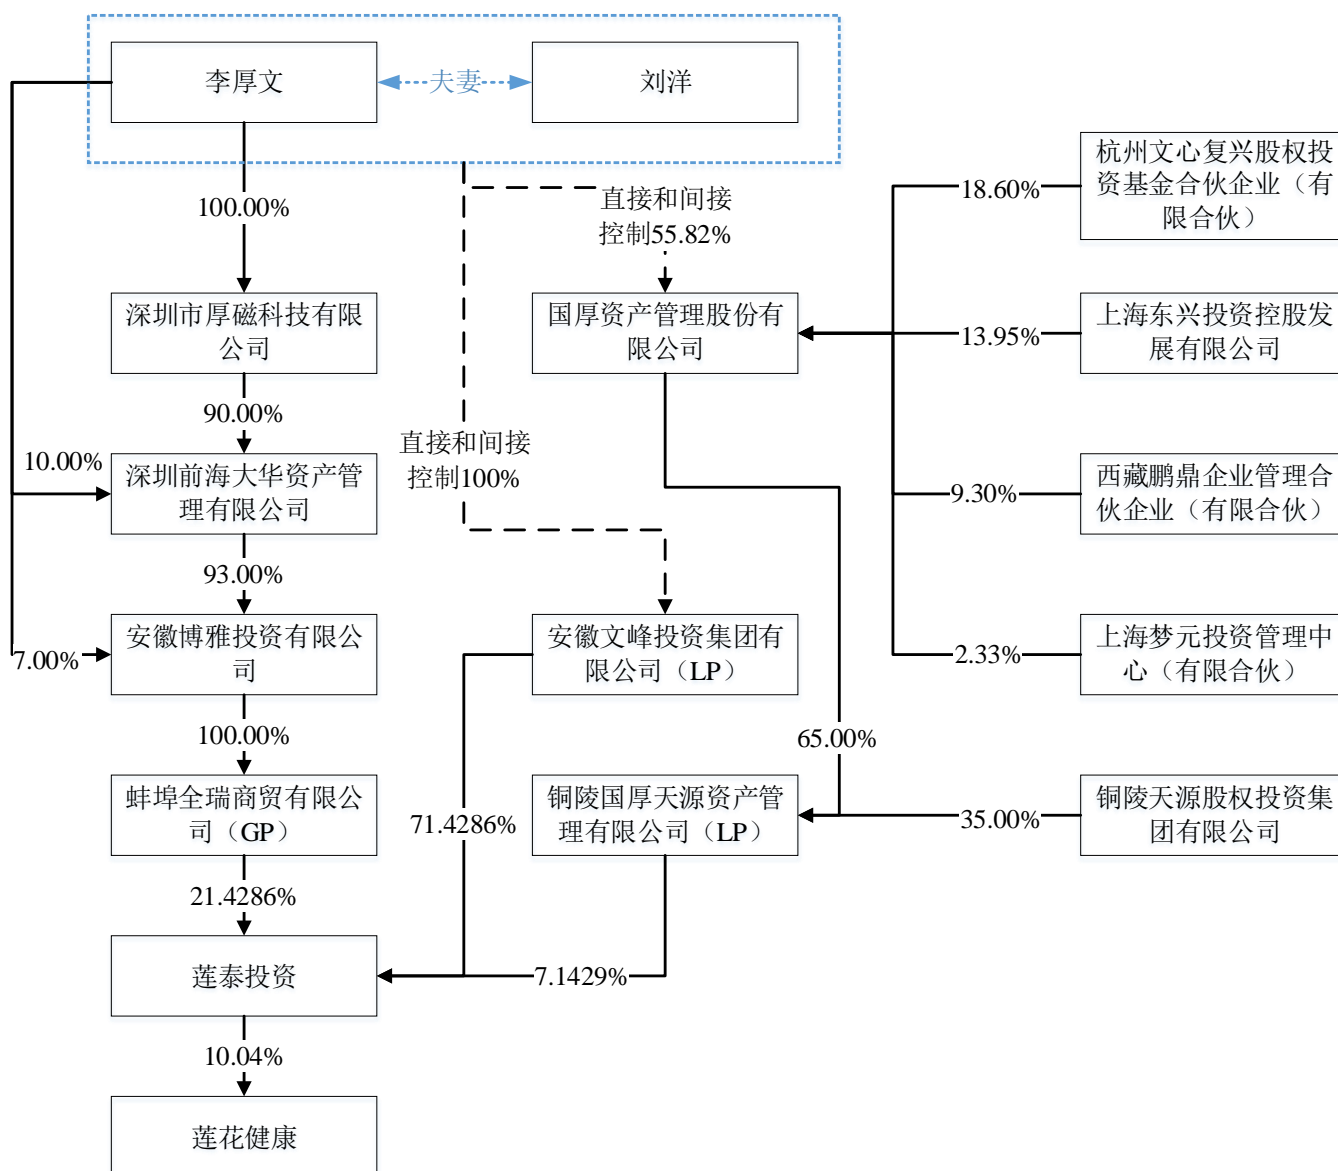 李厚文
夫妻
刘洋
100.00%
直接和间接
控制55.82%
18.60%
杭州文心复兴股权投
资基金合伙企业（有
限合伙）
深圳市厚磁科技有限
公司
国厚资产管理股份有
限公司
13.95%
上海东兴投资控股发
展有限公司
90.00%
直接和间接
控制100%
10.00%
深圳前海大华资产管
理有限公司
9.30%
西藏鹏鼎企业管理合
伙企业（有限合伙）
93.00%
7.00%
安徽博雅投资有限公
司
安徽文峰投资集团有
限公司（LP）
2.33%
上海梦元投资管理中
心（有限合伙）
100.00%
65.00%
蚌埠全瑞商贸有限公
司（GP）
71.4286%
铜陵国厚天源资产管
理有限公司（LP）
35.00%
铜陵天源股权投资集
团有限公司
21.4286%
莲泰投资
7.1429%
10.04%
莲花健康